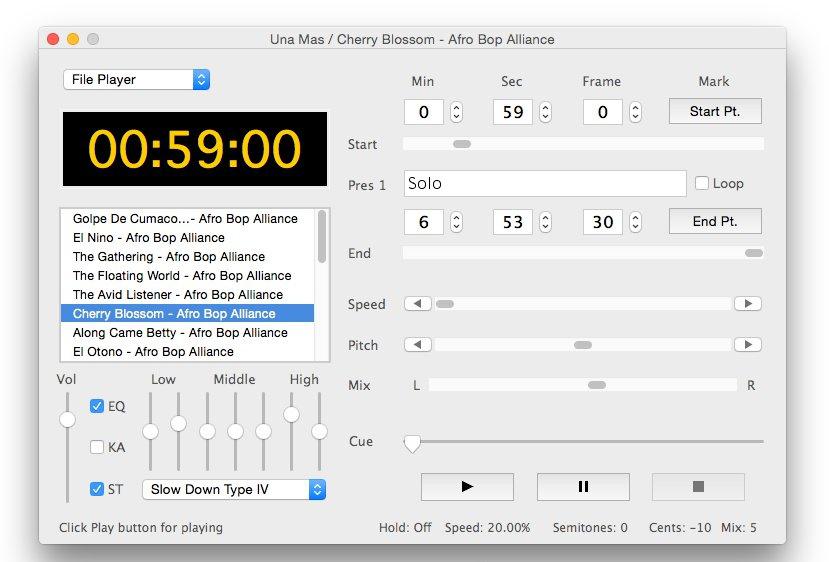 Una Mas / Cherry Blossom - Afro Bop Alliance
File Player
Min Sec Frame Mark
0 59 0 Start Pt.
00:59:00
Start
Pres 1 Solo Loop
6 53 30 End Pt.
End
Golpe De Cumaco...- Afro Bop Alliance
El Nino - Afro Bop Alliance
The Gathering - Afro Bop Alliance
The Floating World - Afro Bop Alliance
The Avid Listener - Afro Bop Alliance
Cherry Blossom - Afro Bop Alliance
Along Came Betty - Afro Bop Alliance
El Otono - Afro Bop Alliance
Speed
Pitch
Mix L R
Vol Low Middle High
EQ
KA
ST Slow Down Type IV
Cue
Click Play button for playing
Hold: Off Speed: 20.00% Semitones: 0 Cents: -10 Mix: 5